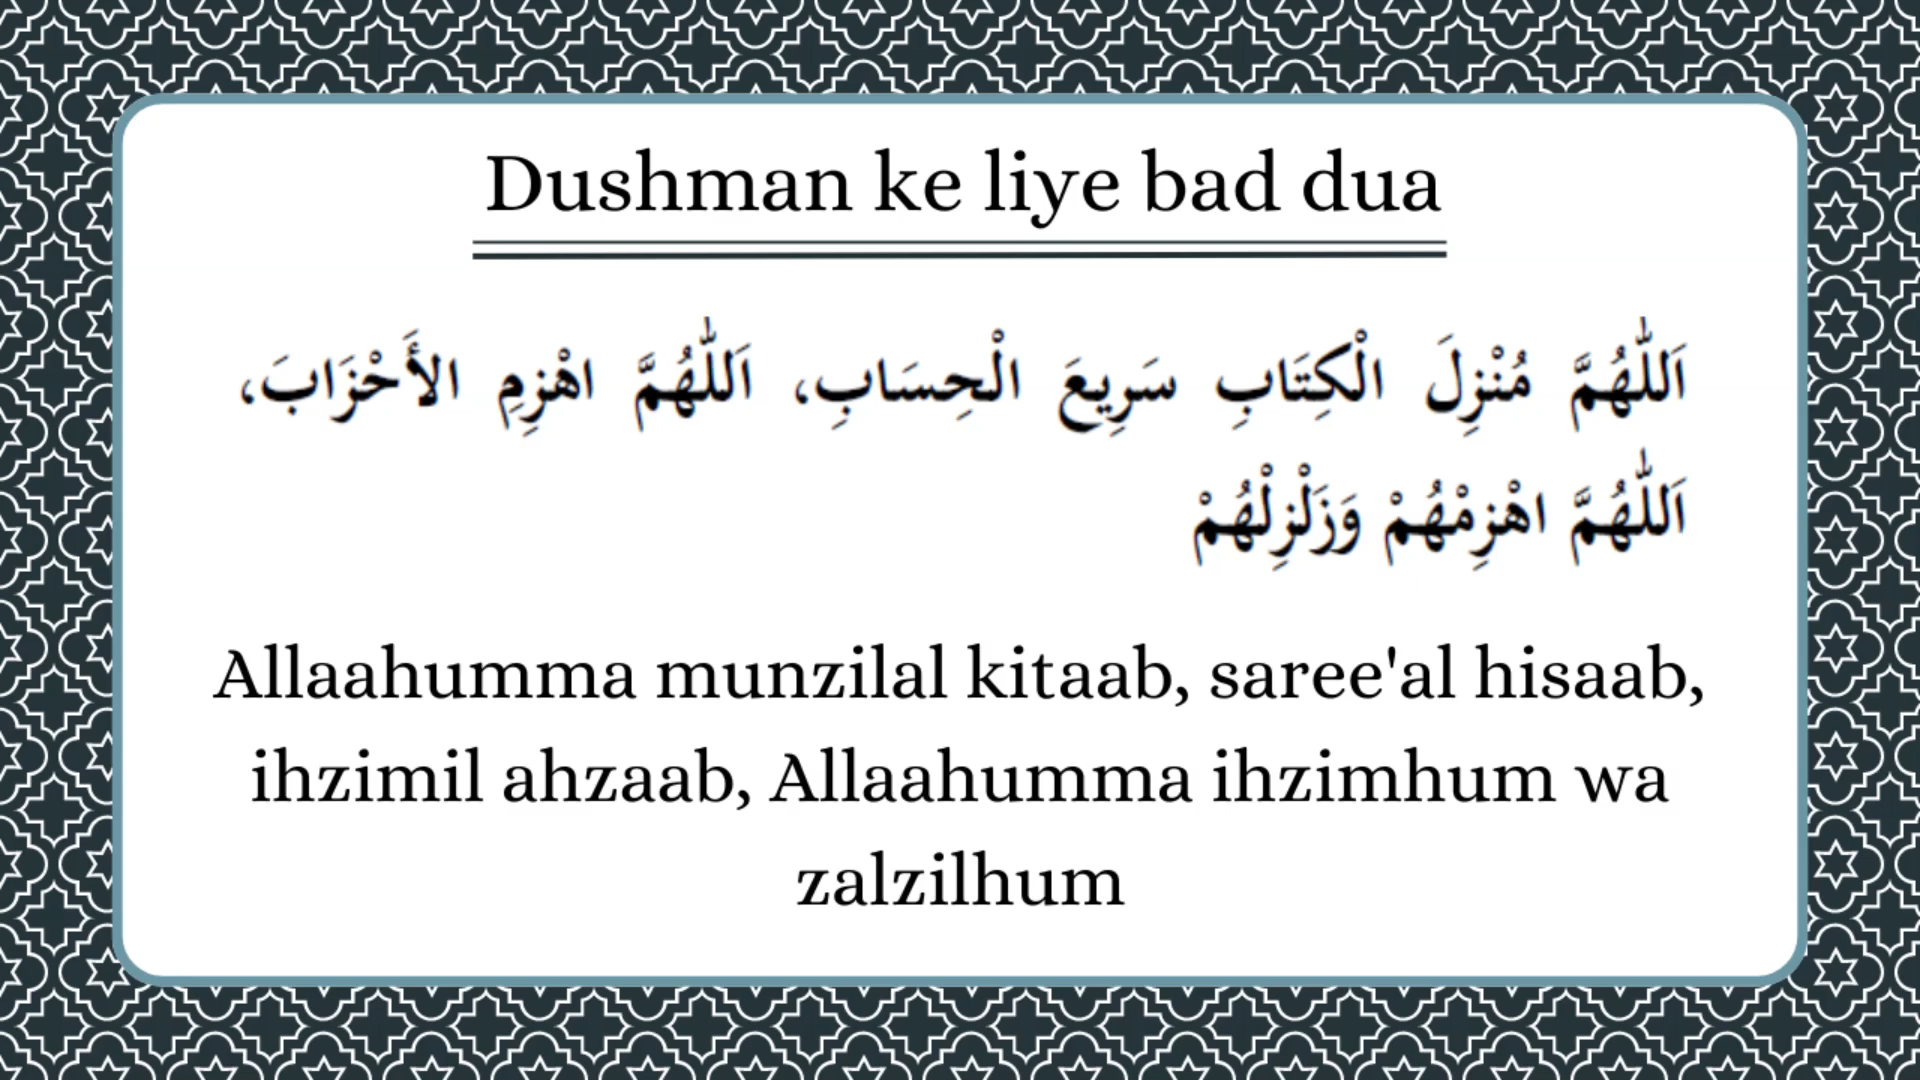 Dushman ke liye bad dua
اَللّٰهُمَّ مُنْزِلَ الْكِتَابِ سَرِيعَ الْحِسَابِ، اَللّٰهُمَّ اهْزِمِ الأَحْزَابَ،
اَللّٰهُمَّ اهْزِمْهُمْ وَزَلْزِلْهُمْ
Allaahumma munzilal kitaab, saree'al hisaab,
ihzimil ahzaab, Allaahumma ihzimhum wa
zalzilhum